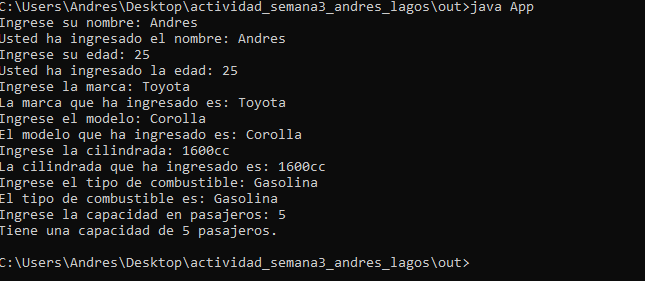 C:\Users\Andres\Desktop\actividad_semana3_andres_lagos\out>java App
Ingrese su nombre: Andres
Usted ha ingresado el nombre: Andres
Ingrese su edad: 25
Usted ha ingresado la edad: 25
Ingrese la marca: Toyota
La marca que ha ingresado es: Toyota
Ingrese el modelo: Corolla
El modelo que ha ingresado es: Corolla
Ingrese la cilindrada: 1600cc
La cilindrada que ha ingresado es: 1600cc
Ingrese el tipo de combustible: Gasolina
El tipo de combustible es: Gasolina
Ingrese la capacidad en pasajeros: 5
Tiene una capacidad de 5 pasajeros.
C:\Users\Andres\Desktop\actividad_semana3_andres_lagos\out>